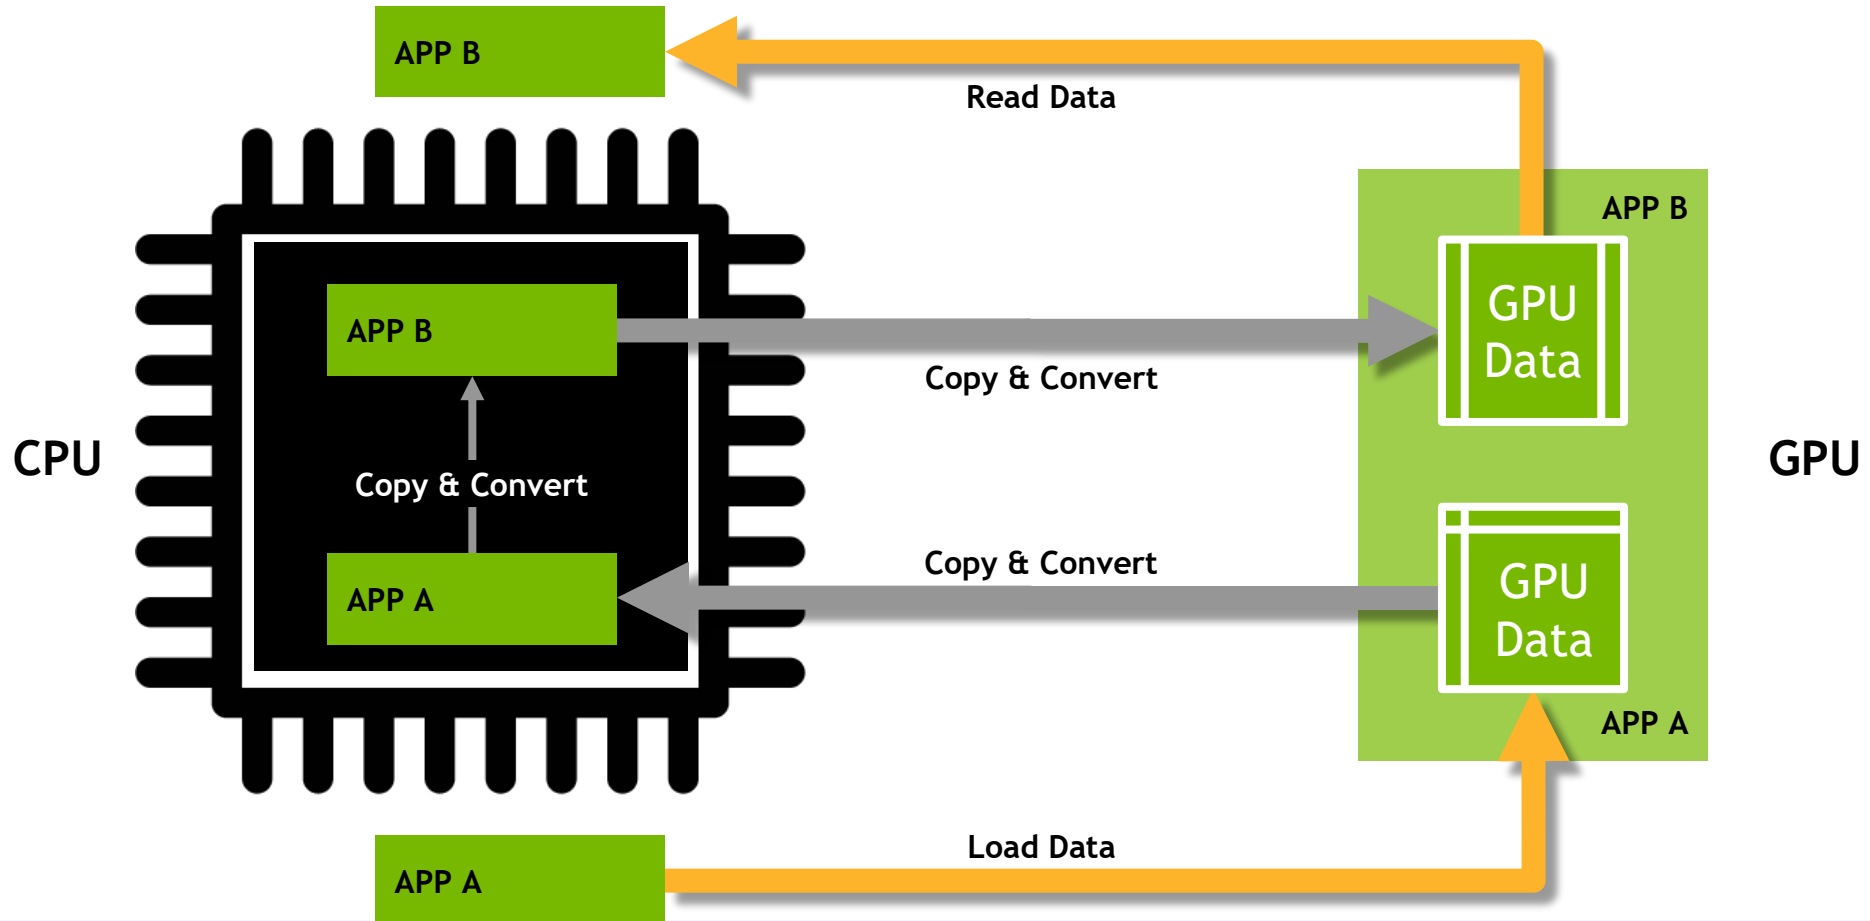 APP B
Read Data
APP B
GPU
Data
APP B
Copy & Convert
CPU
GPU
Copy & Convert
Copy & Convert
APP A
GPU
Data
APP A
Load Data
APP A